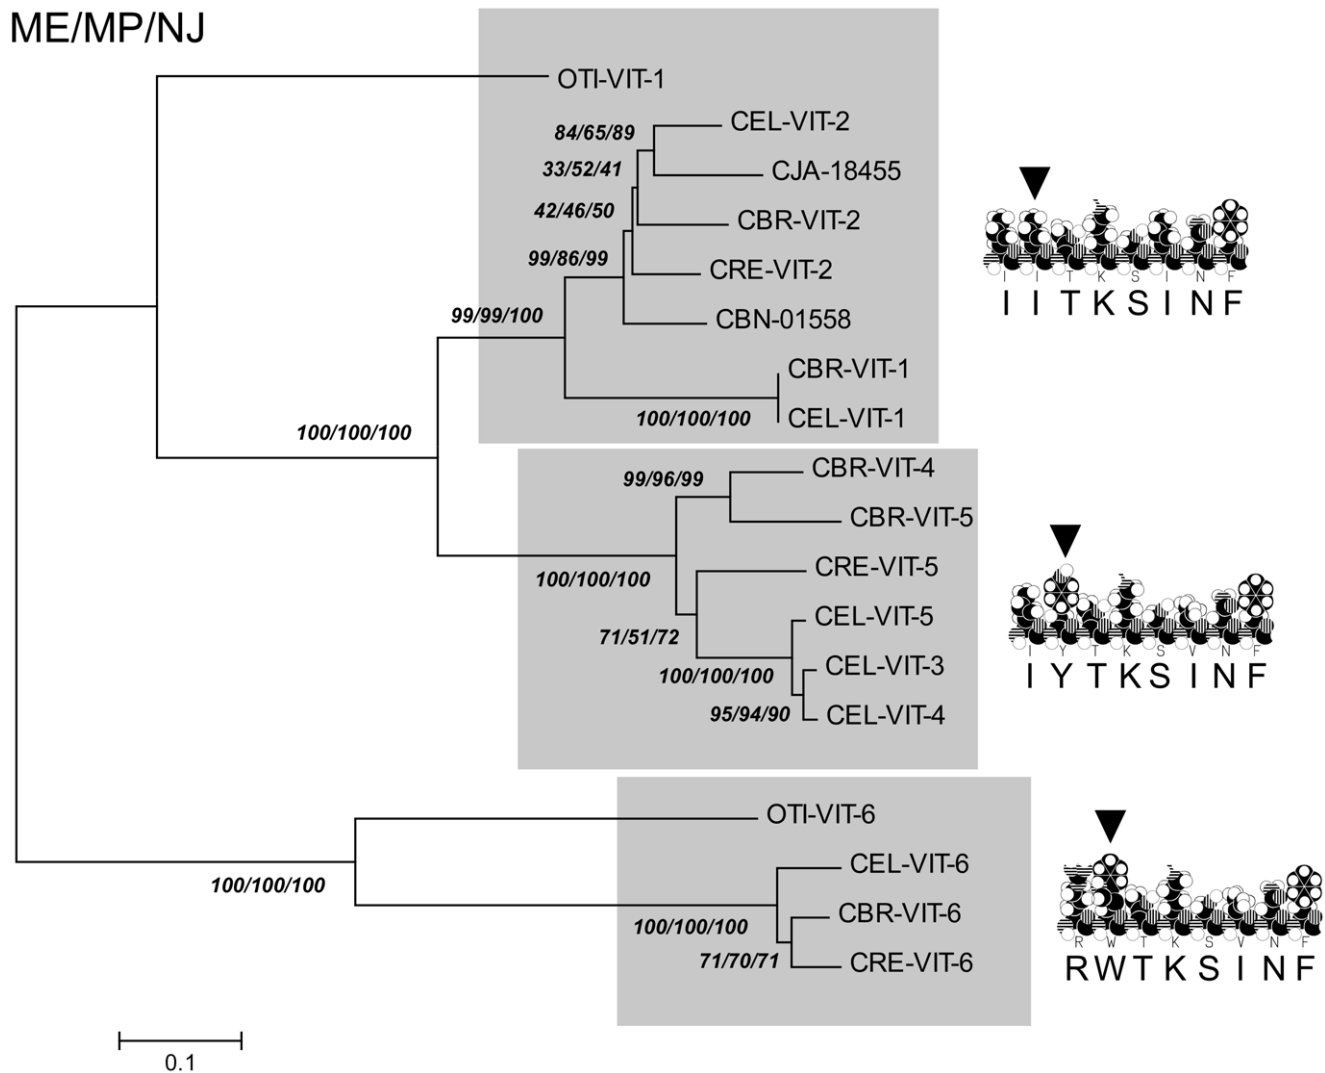 ME/MP/NJ
OTI-VIT-1
84/65/89
CEL-VIT-2
33/52/41
CJA-18455
42/46/50
CBR-VIT-2
99/86/99
CRE-VIT-2
99/99/100
CBN-01558
CBR-VIT-1
100/100/100
CEL-VIT-1
I I T K S I N F
I I T K S I N F
100/100/100
99/96/99
CBR-VIT-4
CBR-VIT-5
100/100/100
CRE-VIT-5
71/51/72
CEL-VIT-5
100/100/100
CEL-VIT-3
95/94/90
CEL-VIT-4
I Y T K S V N F
I Y T K S I N F
OTI-VIT-6
100/100/100
CEL-VIT-6
100/100/100
CBR-VIT-6
71/70/71
CRE-VIT-6
R W T K S V N F
R W T K S I N F
0.1